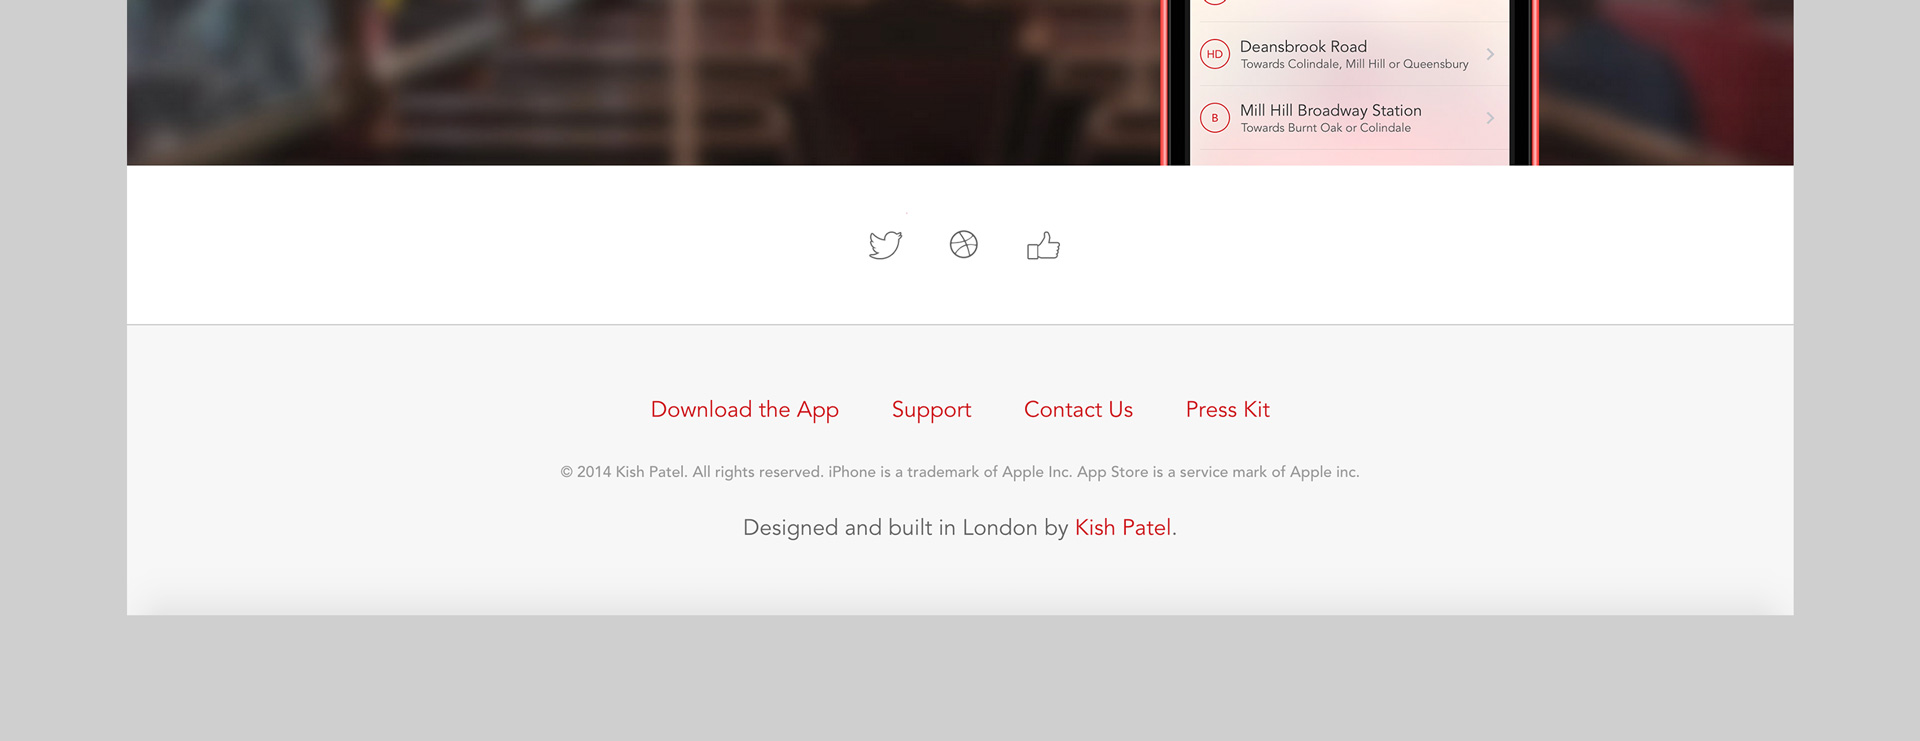 HD
Deansbrook Road
Towards Colindale, Mill Hill or Queensbury
B
Mill Hill Broadway Station
Towards Burnt Oak or Colindale
Download the App Support Contact Us Press Kit
© 2014 Kish Patel. All rights reserved. iPhone is a trademark of Apple Inc. App Store is a service mark of Apple inc.
Designed and built in London by Kish Patel.